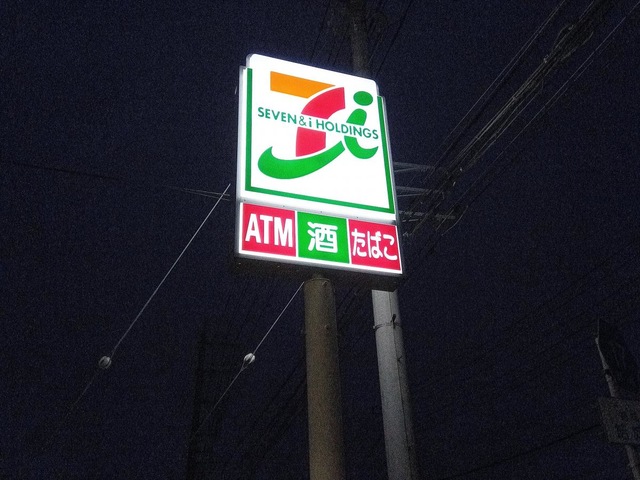 SEVEN & i HOLDINGS
ATM 酒 たばこ